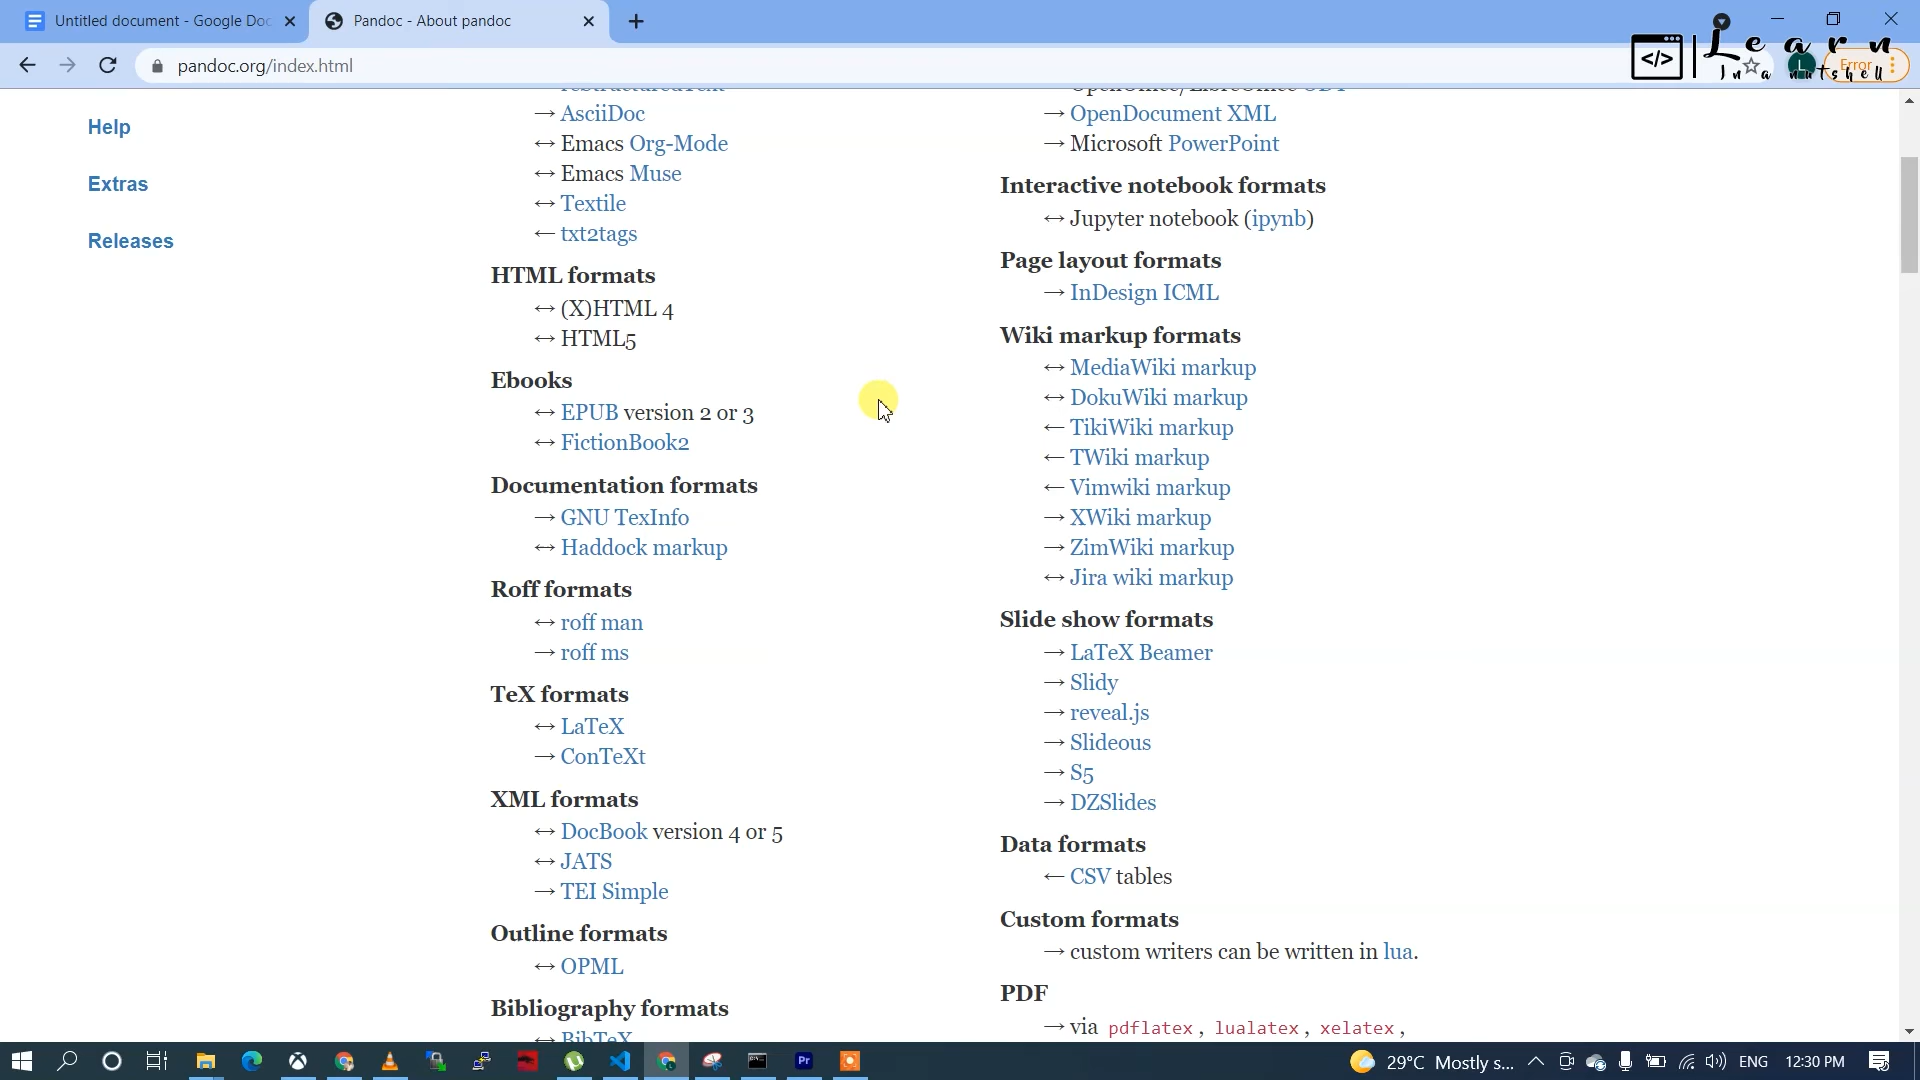 Untitled document - Google Doc
Pandoc - About pandoc
pandoc.org/index.html
Error
Learn
In a nutshell
</>
L
Help
Extras
Releases
→ AsciiDoc
↔ Emacs Org-Mode
↔ Emacs Muse
↔ Textile
← txt2tags
HTML formats
↔ (X)HTML 4
↔ HTML5
Ebooks
↔ EPUB version 2 or 3
↔ FictionBook2
Documentation formats
→ GNU TexInfo
↔ Haddock markup
Roff formats
↔ roff man
→ roff ms
TeX formats
↔ LaTeX
→ ConTeXt
XML formats
↔ DocBook version 4 or 5
↔ JATS
→ TEI Simple
Outline formats
↔ OPML
Bibliography formats
BibTeX
→ OpenDocument XML
→ Microsoft PowerPoint
Interactive notebook formats
↔ Jupyter notebook (ipynb)
Page layout formats
→ InDesign ICML
Wiki markup formats
↔ MediaWiki markup
↔ DokuWiki markup
← TikiWiki markup
← TWiki markup
← Vimwiki markup
→ XWiki markup
→ ZimWiki markup
↔ Jira wiki markup
Slide show formats
→ LaTeX Beamer
→ Slidy
→ reveal.js
→ Slideous
→ S5
→ DZSlides
Data formats
← CSV tables
Custom formats
→ custom writers can be written in lua.
PDF
→ via pdflatex, lualatex, xelatex,
Pr
29°C Mostly s...
ENG
12:30 PM